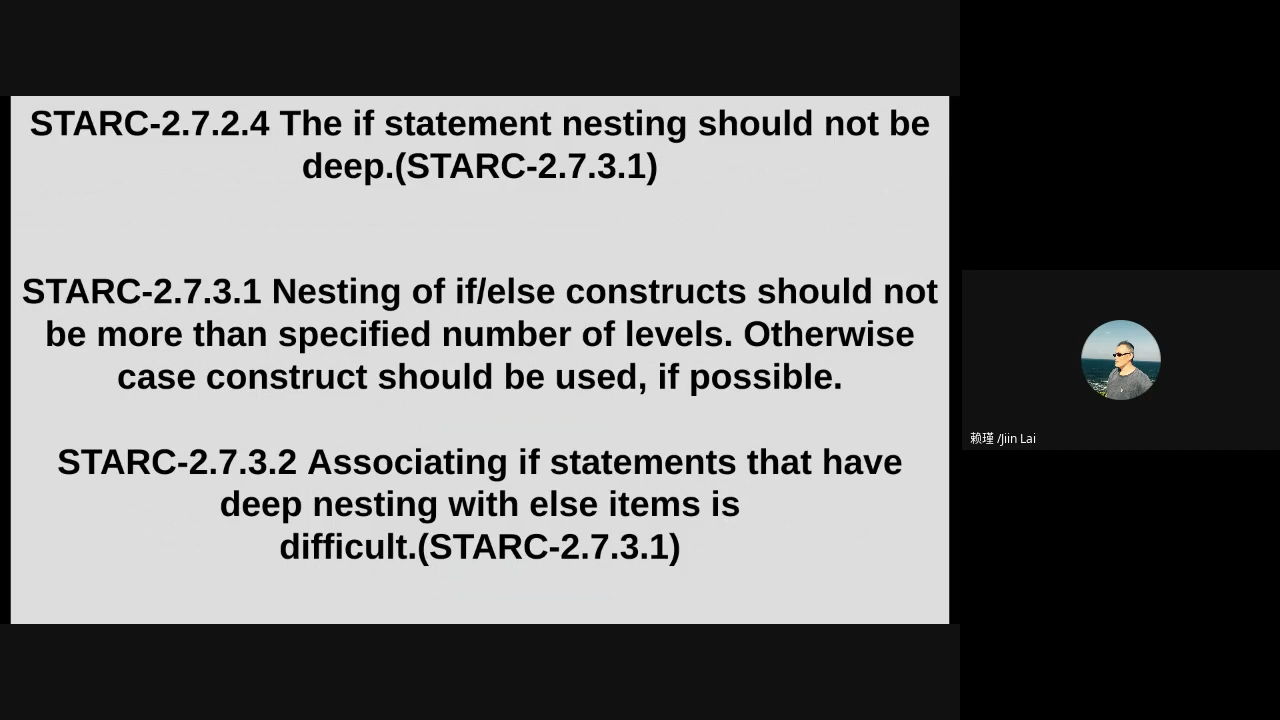 STARC-2.7.2.4 The if statement nesting should not be
deep.(STARC-2.7.3.1)
STARC-2.7.3.1 Nesting of if/else constructs should not
be more than specified number of levels. Otherwise
case construct should be used, if possible.
STARC-2.7.3.2 Associating if statements that have
deep nesting with else items is
difficult.(STARC-2.7.3.1)
赖瑾 /Jiin Lai